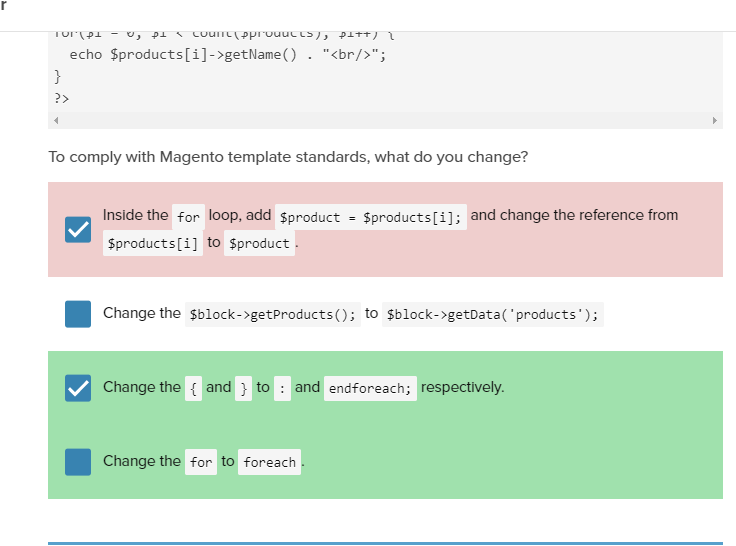 r
for($i = 0; $i < count($products); $i++) {
echo $products[i]->getName() . "<br/>";
}
?>
To comply with Magento template standards, what do you change?
Inside the for loop, add $product = $products[i]; and change the reference from
$products[i] to $product .
Change the $block->getProducts(); to $block->getData('products');
Change the { and } to : and endforeach; respectively.
Change the for to foreach .